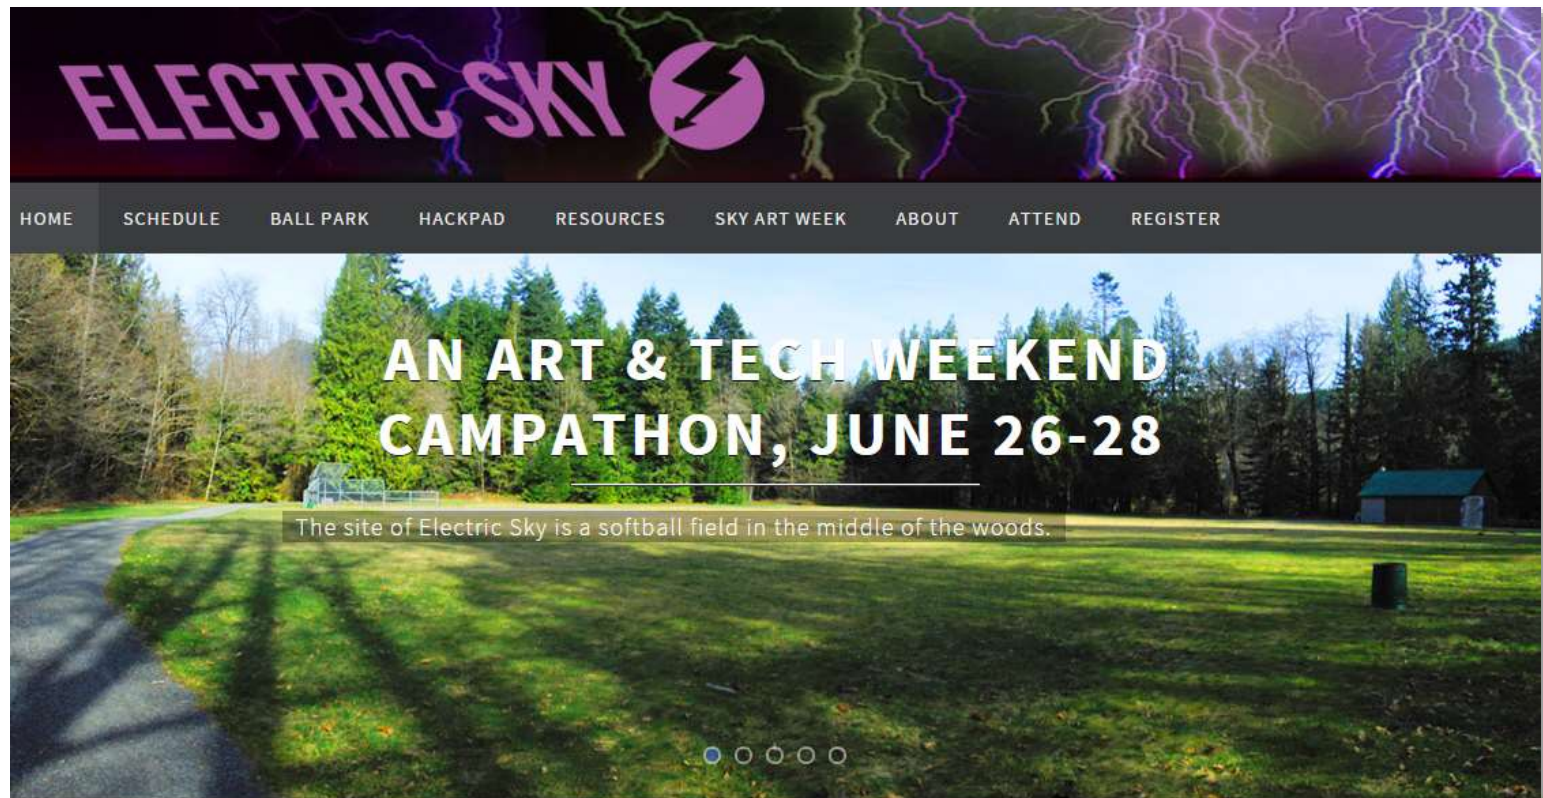 ELECTRIC SKY
HOME SCHEDULE BALL PARK HACKPAD RESOURCES SKY ART WEEK ABOUT ATTEND REGISTER
AN ART & TECH WEEKEND
CAMPATHON, JUNE 26-28
The site of Electric Sky is a softball field in the middle of the woods.